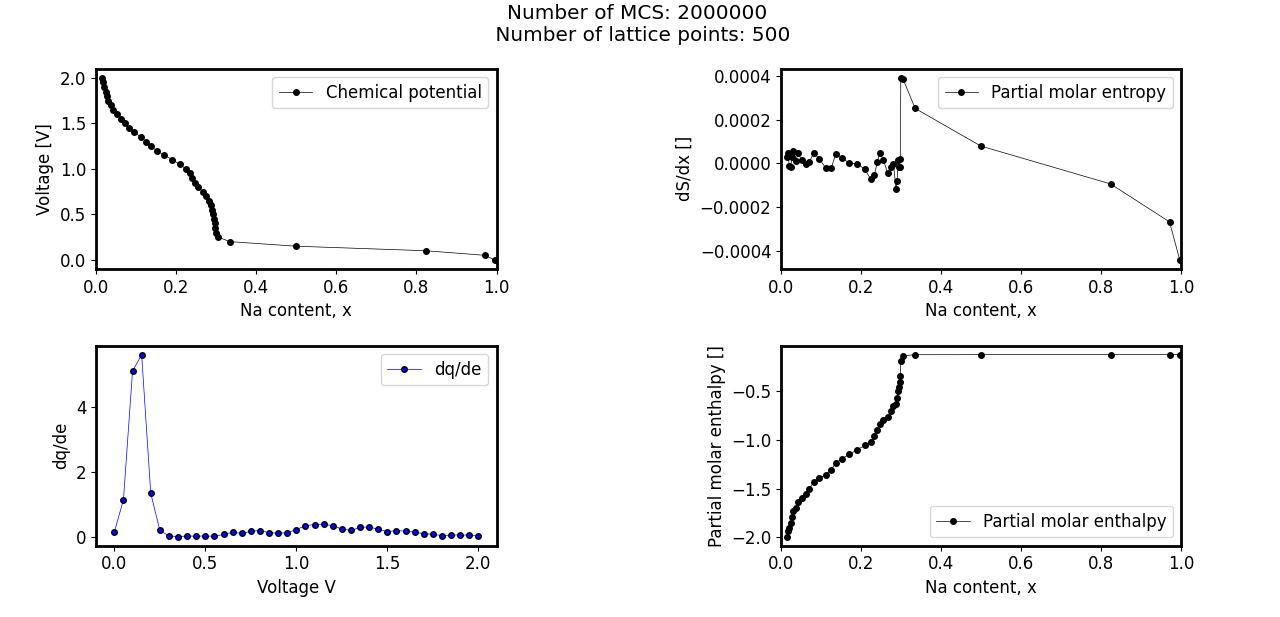 Number of MCS: 2000000
Number of lattice points: 500
2.0
1.5
1.0
0.5
0.0
Voltage [V]
Chemical potential
0.0 0.2 0.4 0.6 0.8 1.0
Na content, x
0.0004
0.0002
0.0000
−0.0002
−0.0004
dS/dx []
Partial molar entropy
0.0 0.2 0.4 0.6 0.8 1.0
Na content, x
4
2
0
dq/de
dq/de
0.0 0.5 1.0 1.5 2.0
Voltage V
−0.5
−1.0
−1.5
−2.0
Partial molar enthalpy []
Partial molar enthalpy
0.0 0.2 0.4 0.6 0.8 1.0
Na content, x